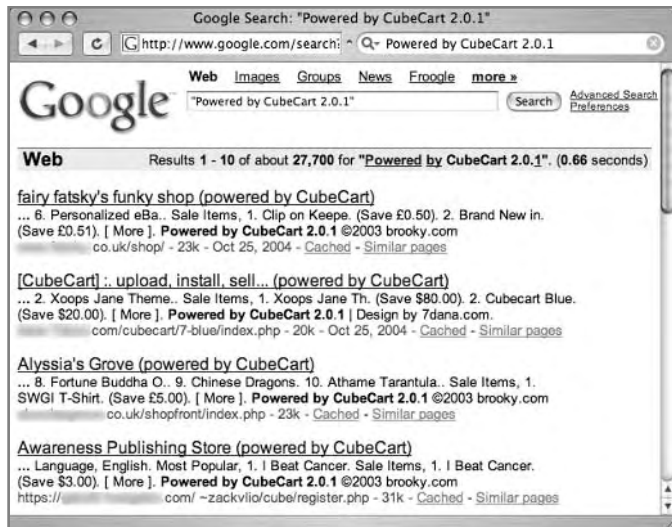 Google Search: "Powered by CubeCart 2.0.1"
http://www.google.com/search? Powered by CubeCart 2.0.1
Web Images Groups News Froogle more »
Google
"Powered by CubeCart 2.0.1" Search Advanced Search
Preferences
Web Results 1 - 10 of about 27,700 for "Powered by CubeCart 2.0.1". (0.66 seconds)
fairy fatsky's funky shop (powered by CubeCart)
... 6. Personalized eBa.. Sale Items, 1. Clip on Keepe. (Save £0.50). 2. Brand New in.
(Save £0.51). [ More ]. Powered by CubeCart 2.0.1 ©2003 brooky.com
co.uk/shop/ - 23k - Oct 25, 2004 - Cached - Similar pages
[CubeCart] :. upload, install, sell... (powered by CubeCart)
... 2. Xoops Jane Theme.. Sale Items, 1. Xoops Jane Th. (Save $80.00). 2. Cubecart Blue.
(Save $20.00). [ More ]. Powered by CubeCart 2.0.1 | Design by 7dana.com.
com/cubecart/7-blue/index.php - 20k - Oct 25, 2004 - Cached - Similar pages
Alyssia's Grove (powered by CubeCart)
... 8. Fortune Buddha O.. 9. Chinese Dragons. 10. Athame Tarantula.. Sale Items, 1.
SWGI T-Shirt. (Save £5.00). [ More ]. Powered by CubeCart 2.0.1 ©2003 brooky.com
co.uk/shopfront/index.php - 23k - Cached - Similar pages
Awareness Publishing Store (powered by CubeCart)
... Language, English. Most Popular, 1. I Beat Cancer. Sale Items, 1. I Beat Cancer.
(Save $3.00). [ More ]. Powered by CubeCart 2.0.1 ©2003 brooky.com
https:// com/ ~zackvlio/cube/register.php - 31k - Cached - Similar pages